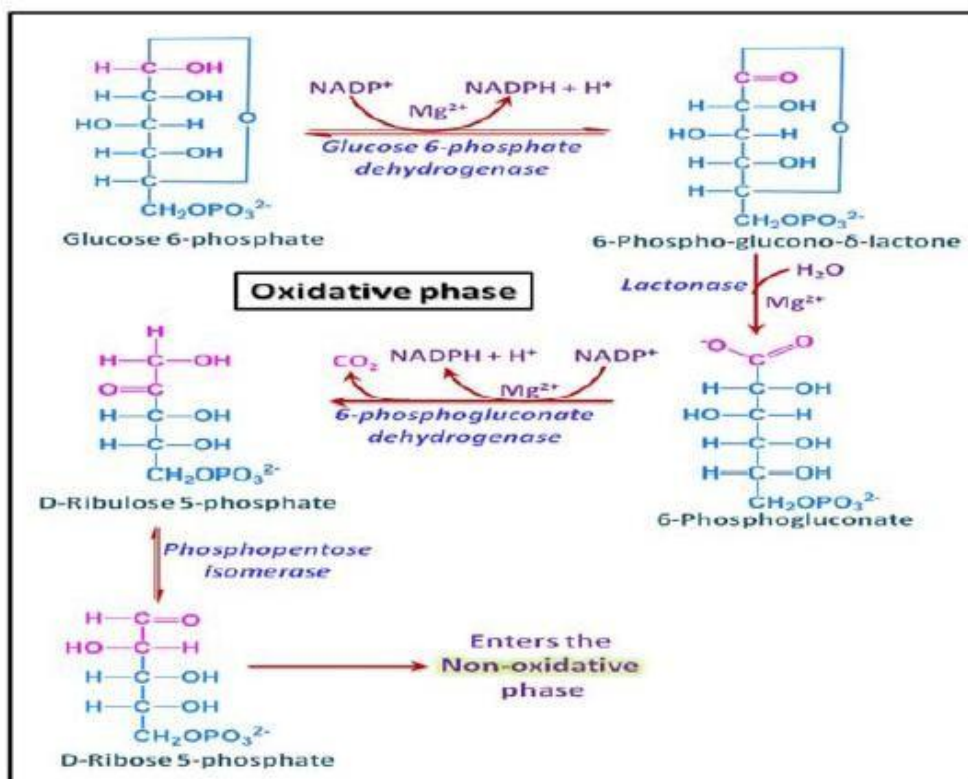 H—C—OH
H—C—OH
HO—C—H
H—C—OH
H—C
O
CH₂OPO₃²⁻
Glucose 6-phosphate
NADP⁺
NADPH + H⁺
Mg²⁺
Glucose 6-phosphate
dehydrogenase
C=O
H—C—OH
HO—C—H
H—C—OH
H—C
O
CH₂OPO₃²⁻
6-Phospho-glucono-δ-lactone
Lactonase
H₂O
Mg²⁺
Oxidative phase
⁻O
O
C
H—C—OH
HO—C—H
H—C—OH
H=C—OH
CH₂OPO₃²⁻
6-Phosphogluconate
CO₂
NADPH + H⁺
NADP⁺
Mg²⁺
6-phosphogluconate
dehydrogenase
H
H—C—OH
O=C
H—C—OH
H—C—OH
CH₂OPO₃²⁻
D-Ribulose 5-phosphate
Phosphopentose
isomerase
H—C=O
HO—C—H
H—C—OH
H—C—OH
CH₂OPO₃²⁻
D-Ribose 5-phosphate
Enters the
Non-oxidative
phase